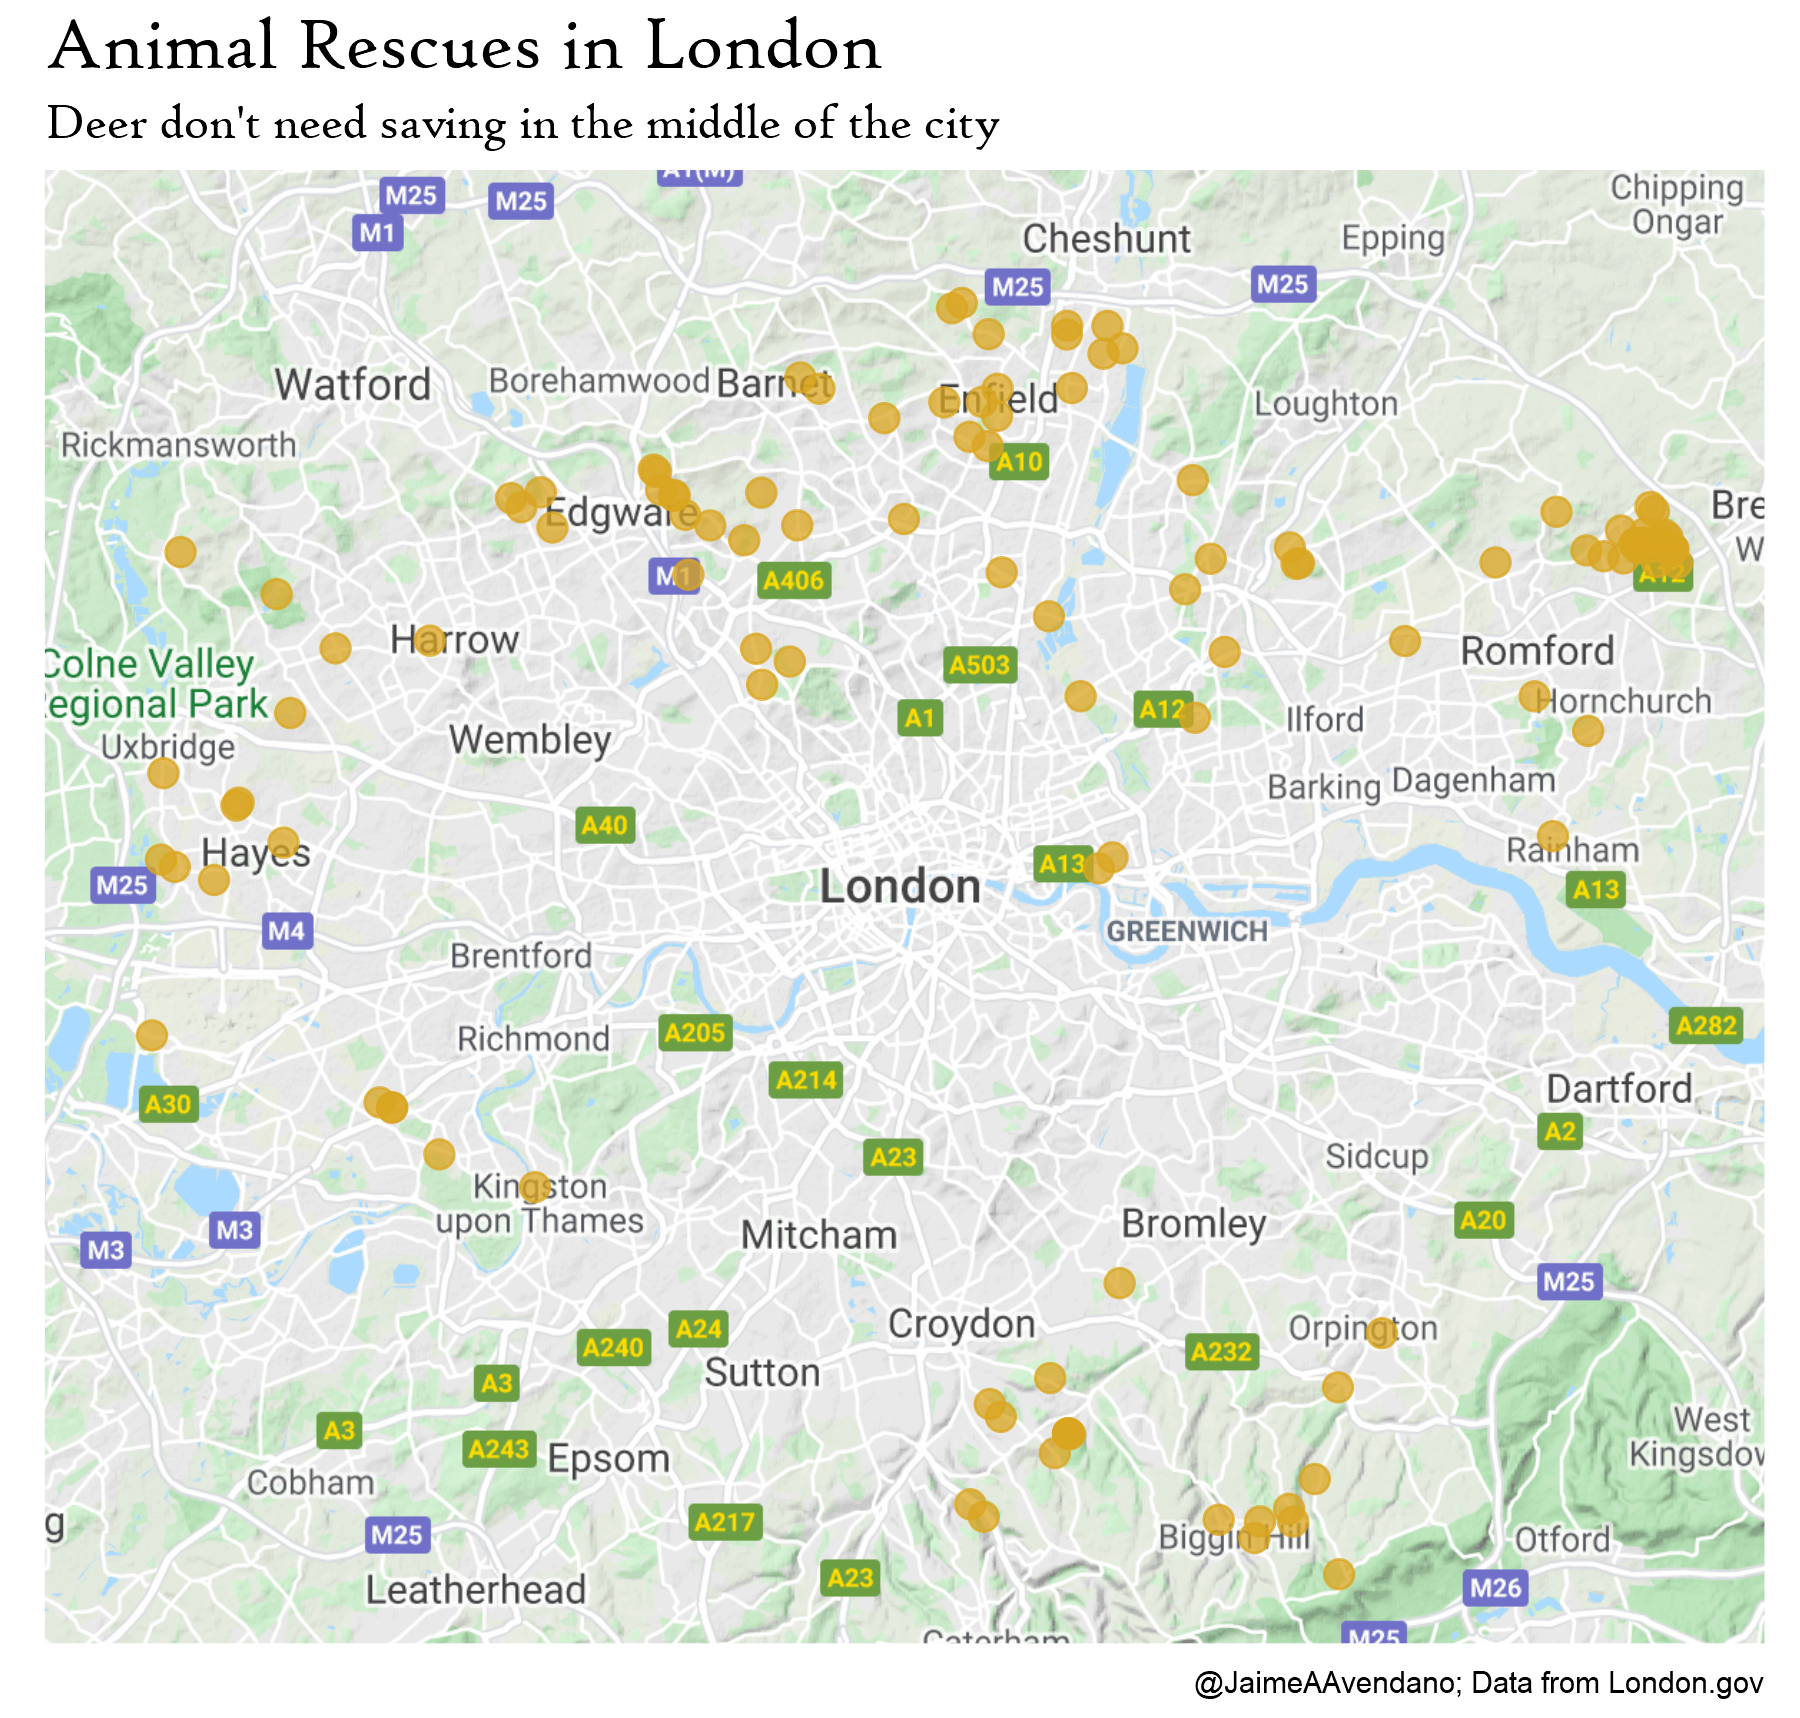 Animal Rescues in London
Deer don't need saving in the middle of the city
A1(M)
M25
M25
Chipping
Ongar
M1
Cheshunt
Epping
M25
M25
Watford
Borehamwood
Barnet
Enfield
Loughton
Rickmansworth
A10
Edgware
Bre
W
M1
A406
A12
Harrow
Romford
Colne Valley
Regional Park
A503
Hornchurch
A1
A12
Ilford
Uxbridge
Wembley
Barking
Dagenham
A40
Hayes
Rainham
A13
M25
London
A13
M4
GREENWICH
Brentford
Richmond
A205
A282
A214
Dartford
A30
A2
A23
Sidcup
Kingston
upon Thames
M3
M3
Mitcham
Bromley
A20
M25
Croydon
A24
A240
Orpington
A232
Sutton
A3
A3
West
Kingsdow
A243
Epsom
Cobham
g
M25
A217
Biggin Hill
Otford
Leatherhead
A23
M26
Caterham
M25
@JaimeAAvendano; Data from London.gov